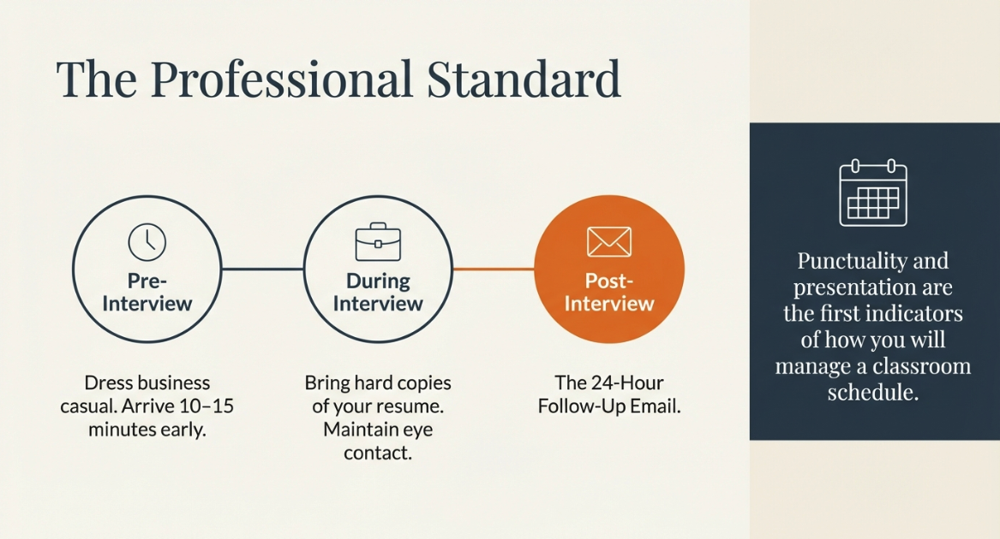 The Professional Standard
Pre-
Interview
Dress business
casual. Arrive 10–15
minutes early.
During
Interview
Bring hard copies
of your resume.
Maintain eye
contact.
Post-
Interview
The 24-Hour
Follow-Up Email.
Punctuality and
presentation are
the first indicators
of how you will
manage a classroom
schedule.